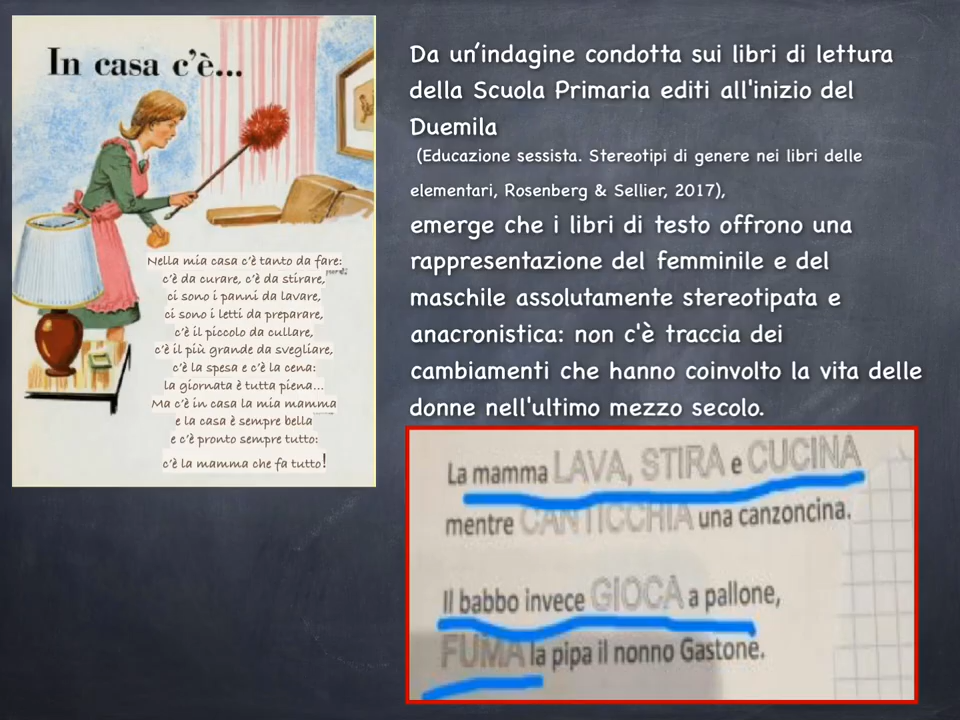 In casa c'è...
Nella mia casa c'è tanto da fare:
c'è da curare, c'è da stirare,
ci sono i panni da lavare,
ci sono i letti da preparare,
c'è il piccolo da cullare,
c'è il più grande da svegliare,
c'è la spesa e c'è la cena:
la giornata è tutta piena...
Ma c'è in casa la mia mamma
e la casa è sempre bella
e c'è pronto sempre tutto:
c'è la mamma che fa tutto!
Da un'indagine condotta sui libri di lettura
della Scuola Primaria editi all'inizio del
Duemila
(Educazione sessista. Stereotipi di genere nei libri delle
elementari, Rosenberg & Sellier, 2017),
emerge che i libri di testo offrono una
rappresentazione del femminile e del
maschile assolutamente stereotipata e
anacronistica: non c'è traccia dei
cambiamenti che hanno coinvolto la vita delle
donne nell'ultimo mezzo secolo.
La mamma LAVA, STIRA e CUCINA
mentre CANTICCHIA una canzoncina.
Il babbo invece GIOCA a pallone,
FUMA la pipa il nonno Gastone.